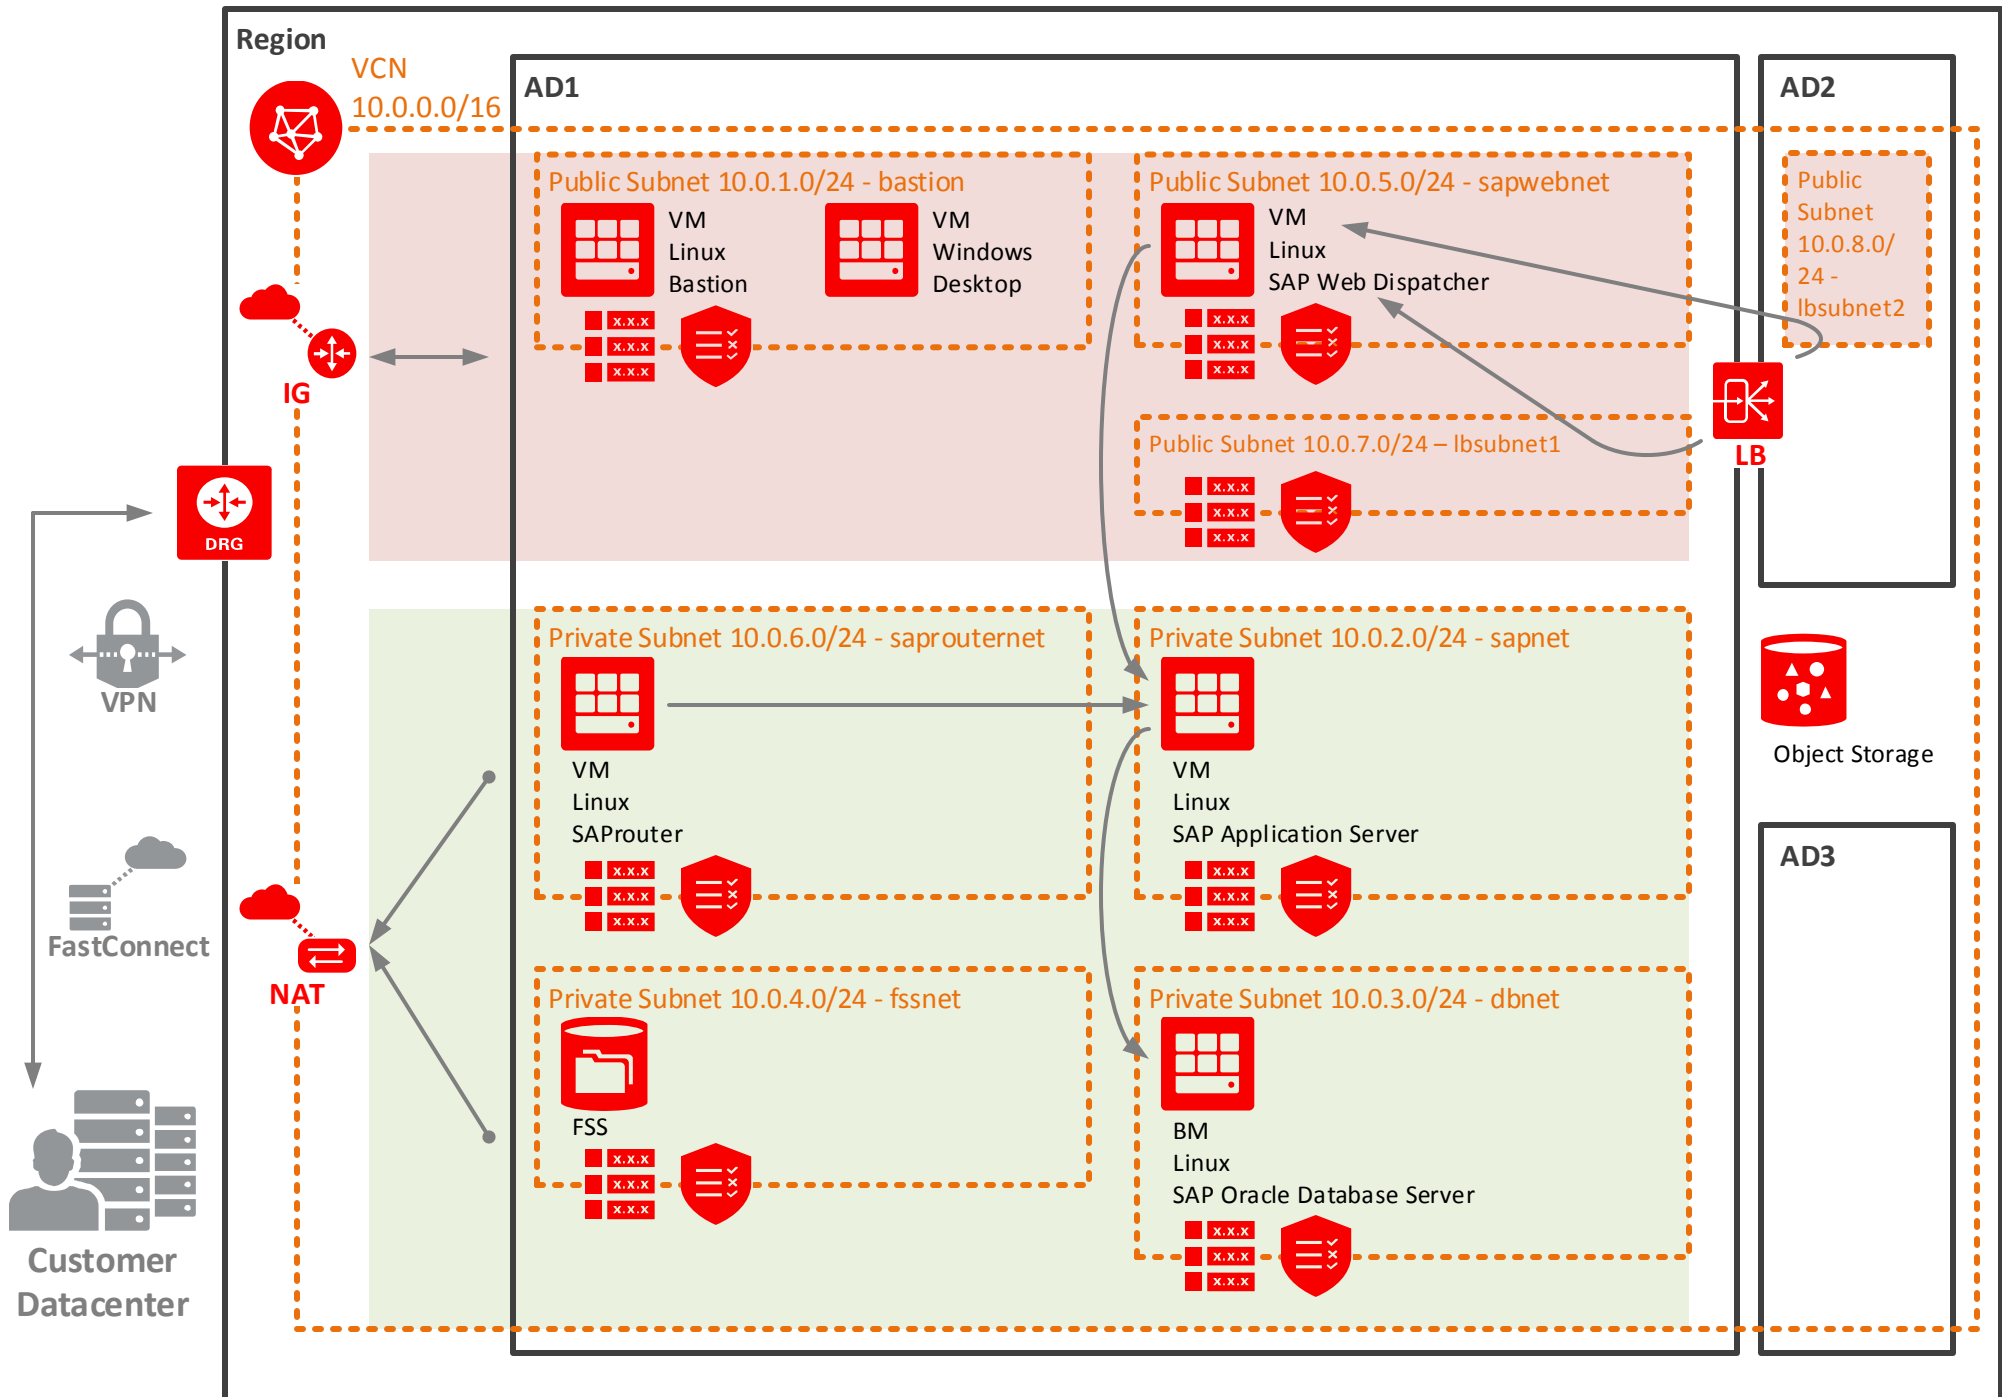 Region
VCN
10.0.0.0/16
AD1
AD2
Public Subnet 10.0.1.0/24 - bastion
VM
Linux
Bastion
VM
Windows
Desktop
x.x.x
x.x.x
x.x.x
Public Subnet 10.0.5.0/24 - sapwebnet
VM
Linux
SAP Web Dispatcher
x.x.x
x.x.x
x.x.x
Public
Subnet
10.0.8.0/
24 -
lbsubnet2
IG
LB
Public Subnet 10.0.7.0/24 – lbsubnet1
x.x.x
x.x.x
x.x.x
DRG
VPN
Private Subnet 10.0.6.0/24 - saprouternet
VM
Linux
SAProuter
x.x.x
x.x.x
x.x.x
Private Subnet 10.0.2.0/24 - sapnet
VM
Linux
SAP Application Server
x.x.x
x.x.x
x.x.x
Object Storage
AD3
FastConnect
NAT
Private Subnet 10.0.4.0/24 - fssnet
FSS
x.x.x
x.x.x
x.x.x
Private Subnet 10.0.3.0/24 - dbnet
BM
Linux
SAP Oracle Database Server
x.x.x
x.x.x
x.x.x
Customer
Datacenter